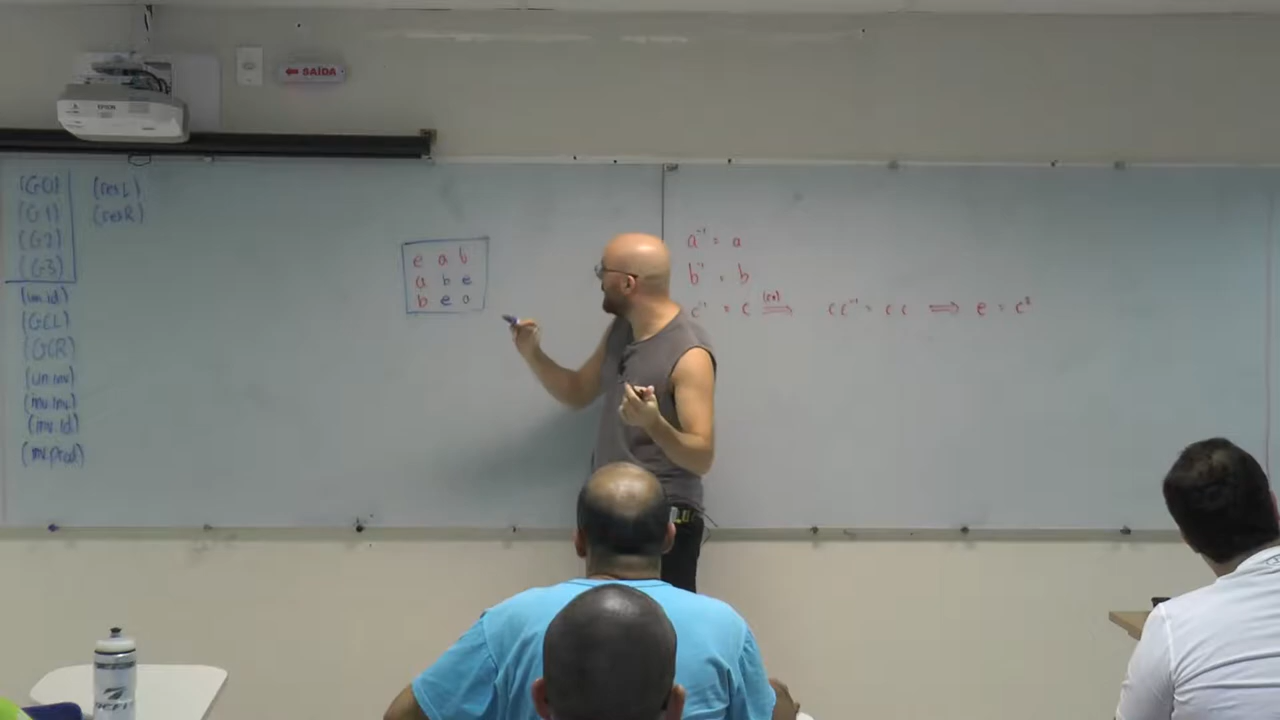 EPSON
SAÍDA
(G0)
(G1)
(G2)
(G3)
(un.id)
(GCL)
(GCR)
(un.inv)
(inv.inv)
(inv.id)
(inv.prod)
(resL)
(resR)
e a b
a b e
b e a
a⁻¹ = a
b⁻¹ = b
c⁻¹ = c ⟹ cc⁻¹ = cc ⟺ e = c²